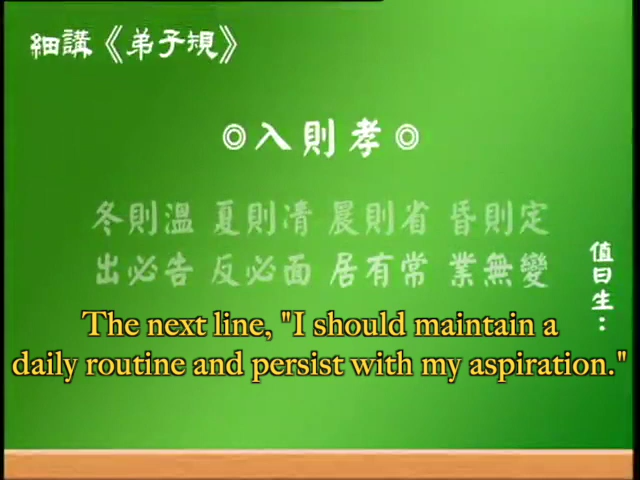 細講《弟子規》
◎入則孝◎
冬則溫 夏則凊 晨則省 昏則定
出必告 反必面 居有常 業無變
值日生：
The next line, "I should maintain a
daily routine and persist with my aspiration."